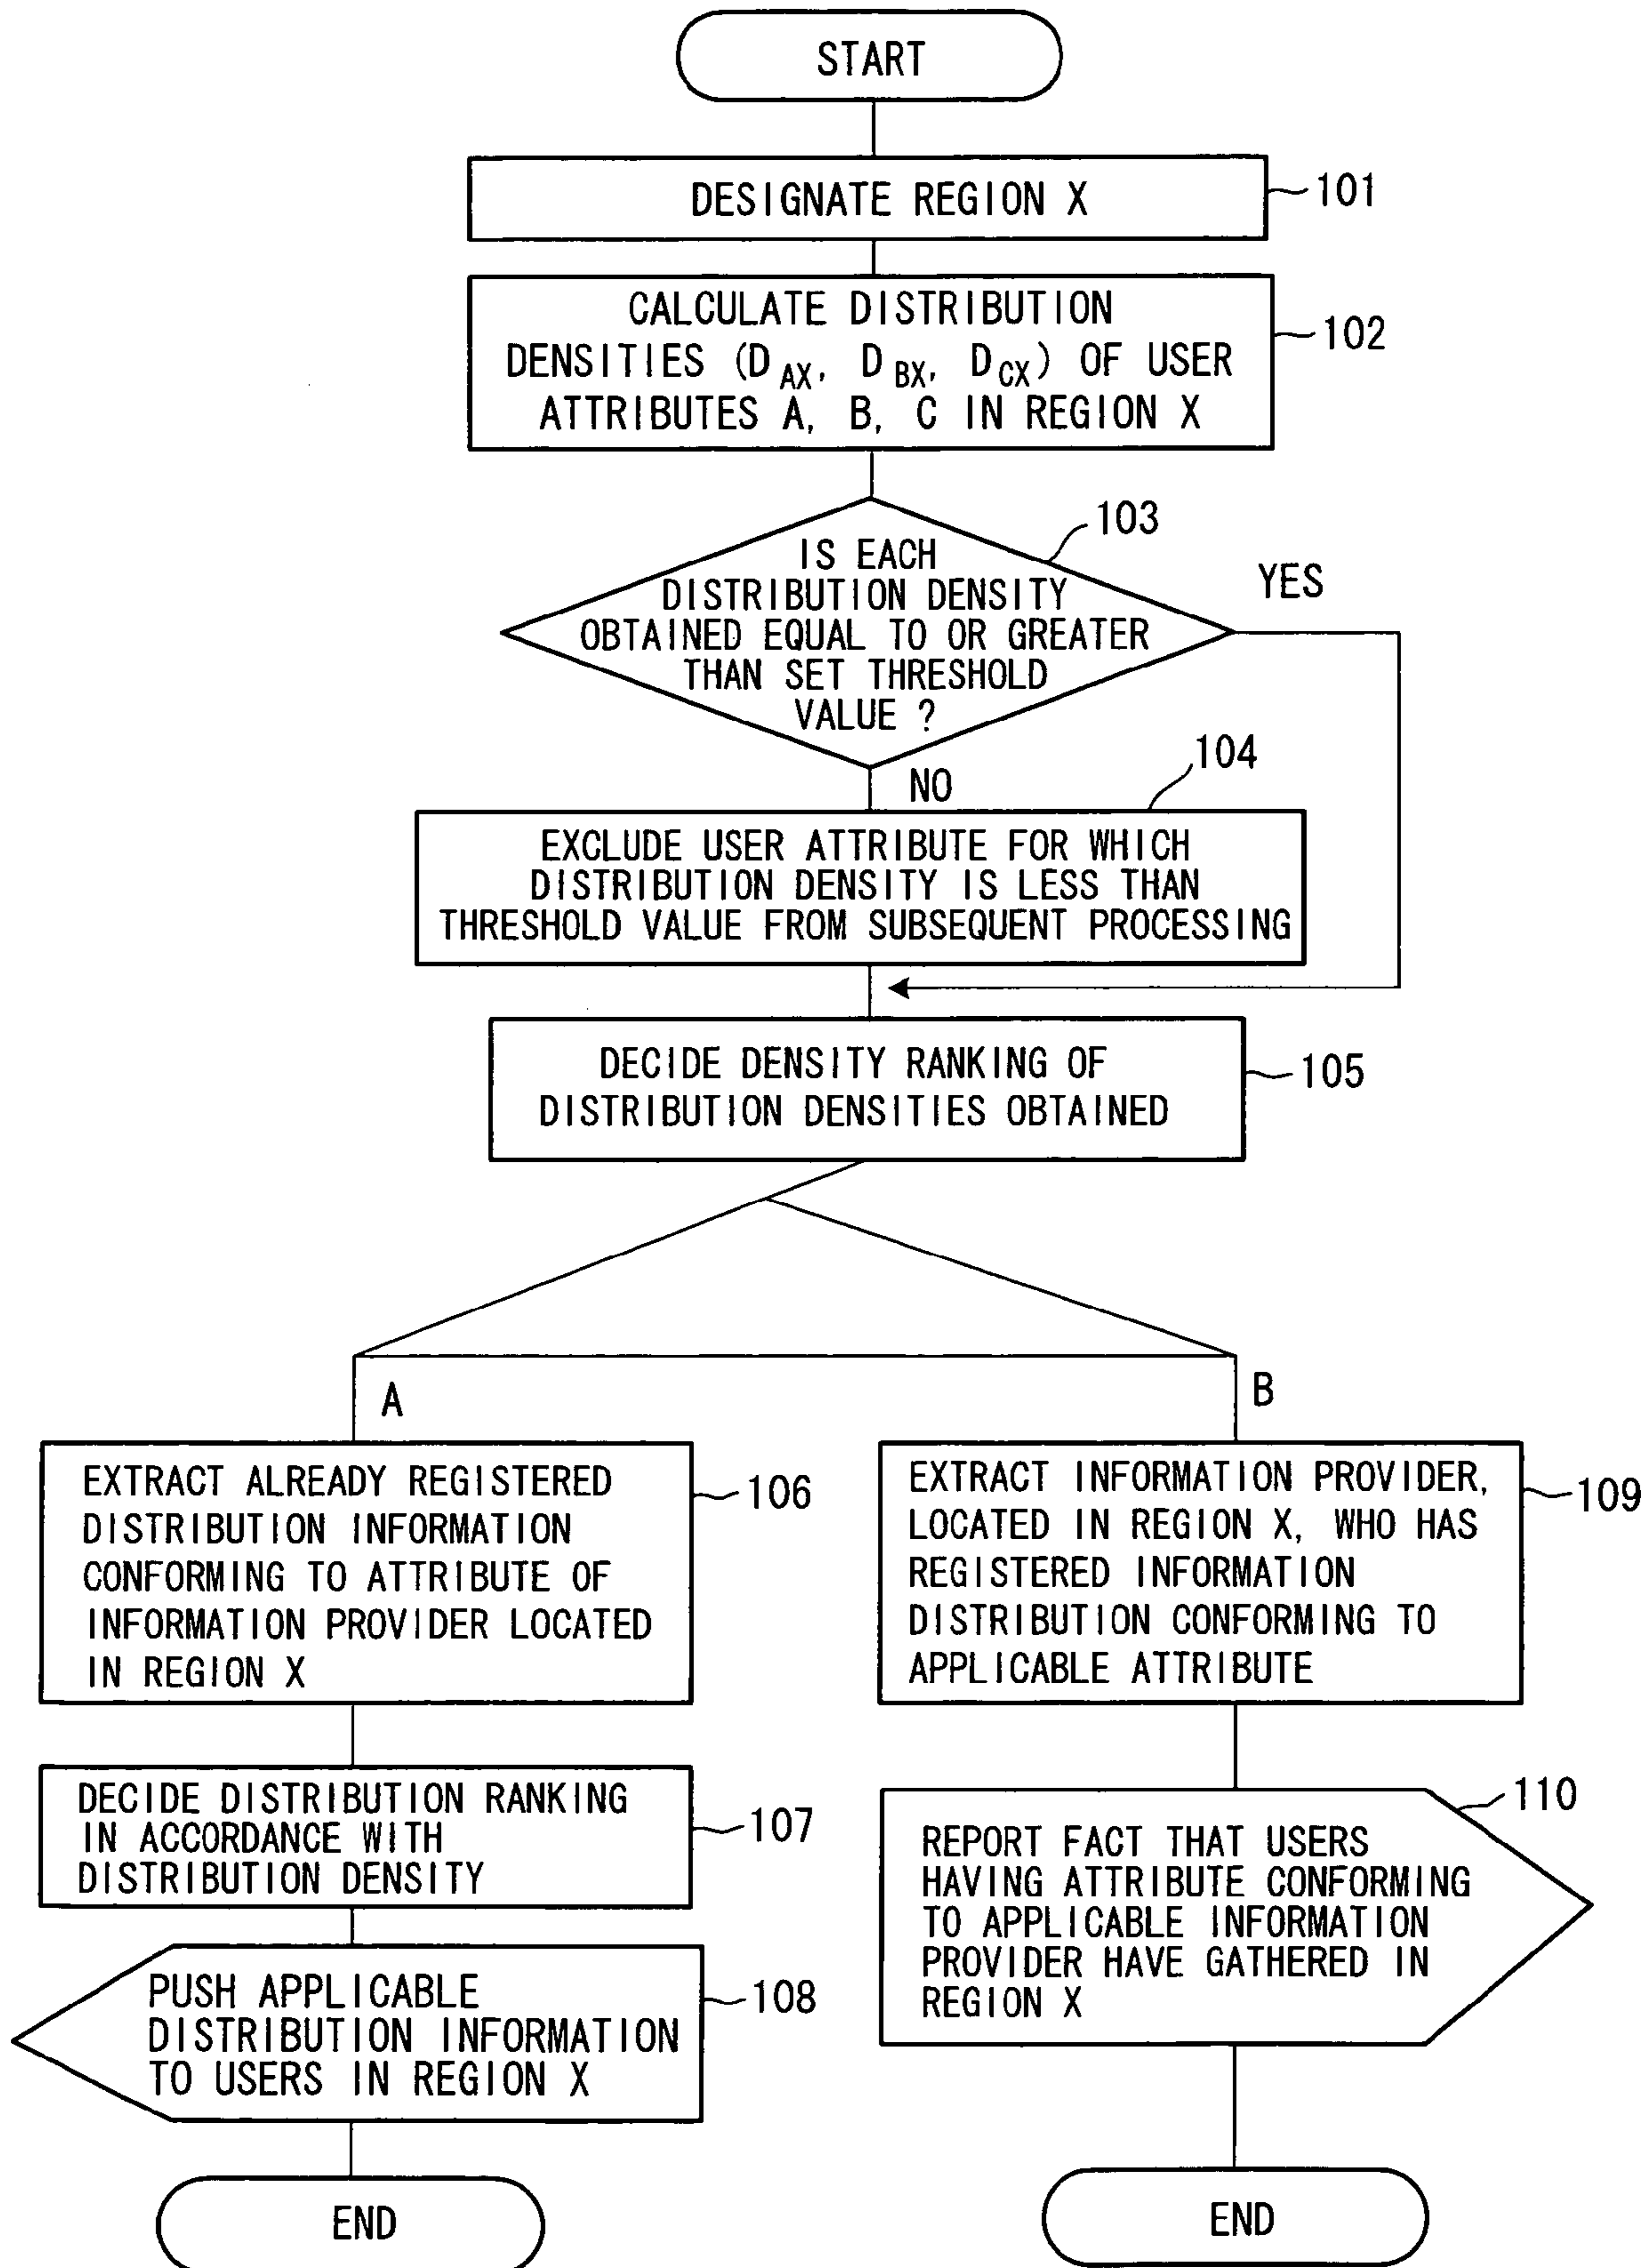 START
DESIGNATE REGION X
101
CALCULATE DISTRIBUTION
DENSITIES (DAX, DBX, DCX) OF USER
ATTRIBUTES A, B, C IN REGION X
102
103
IS EACH
DISTRIBUTION DENSITY
OBTAINED EQUAL TO OR GREATER
THAN SET THRESHOLD
VALUE ?
YES
NO
104
EXCLUDE USER ATTRIBUTE FOR WHICH
DISTRIBUTION DENSITY IS LESS THAN
THRESHOLD VALUE FROM SUBSEQUENT PROCESSING
DECIDE DENSITY RANKING OF
DISTRIBUTION DENSITIES OBTAINED
105
A
EXTRACT ALREADY REGISTERED
DISTRIBUTION INFORMATION
CONFORMING TO ATTRIBUTE OF
INFORMATION PROVIDER LOCATED
IN REGION X
106
DECIDE DISTRIBUTION RANKING
IN ACCORDANCE WITH
DISTRIBUTION DENSITY
107
PUSH APPLICABLE
DISTRIBUTION INFORMATION
TO USERS IN REGION X
108
END
B
EXTRACT INFORMATION PROVIDER,
LOCATED IN REGION X, WHO HAS
REGISTERED INFORMATION
DISTRIBUTION CONFORMING TO
APPLICABLE ATTRIBUTE
109
110
REPORT FACT THAT USERS
HAVING ATTRIBUTE CONFORMING
TO APPLICABLE INFORMATION
PROVIDER HAVE GATHERED IN
REGION X
END